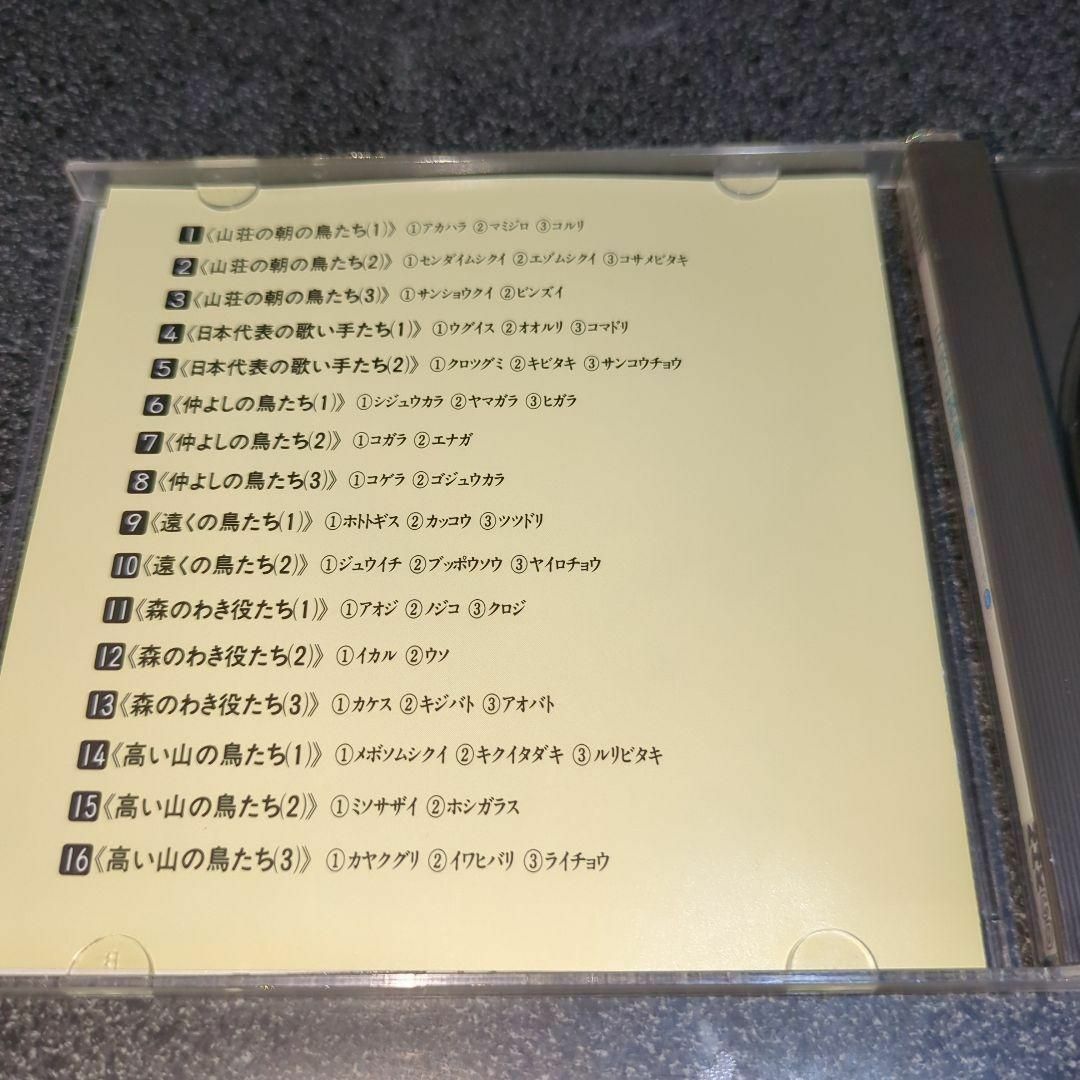 1《山荘の朝の鳥たち(1)》 ①アカハラ ②マミジロ ③コルリ
2《山荘の朝の鳥たち(2)》 ①センダイムシクイ ②エゾムシクイ ③コサメビタキ
3《山荘の朝の鳥たち(3)》 ①サンショウクイ ②ビンズイ
4《日本代表の歌い手たち(1)》 ①ウグイス ②オオルリ ③コマドリ
5《日本代表の歌い手たち(2)》 ①クロツグミ ②キビタキ ③サンコウチョウ
6《仲よしの鳥たち(1)》 ①シジュウカラ ②ヤマガラ ③ヒガラ
7《仲よしの鳥たち(2)》 ①コガラ ②エナガ
8《仲よしの鳥たち(3)》 ①コゲラ ②ゴジュウカラ
9《遠くの鳥たち(1)》 ①ホトトギス ②カッコウ ③ツツドリ
10《遠くの鳥たち(2)》 ①ジュウイチ ②ブッポウソウ ③ヤイロチョウ
11《森のわき役たち(1)》 ①アオジ ②ノジコ ③クロジ
12《森のわき役たち(2)》 ①イカル ②ウソ
13《森のわき役たち(3)》 ①カケス ②キジバト ③アオバト
14《高い山の鳥たち(1)》 ①メボソムシクイ ②キクイタダキ ③ルリビタキ
15《高い山の鳥たち(2)》 ①ミソサザイ ②ホシガラス
16《高い山の鳥たち(3)》 ①カヤクグリ ②イワヒバリ ③ライチョウ
B